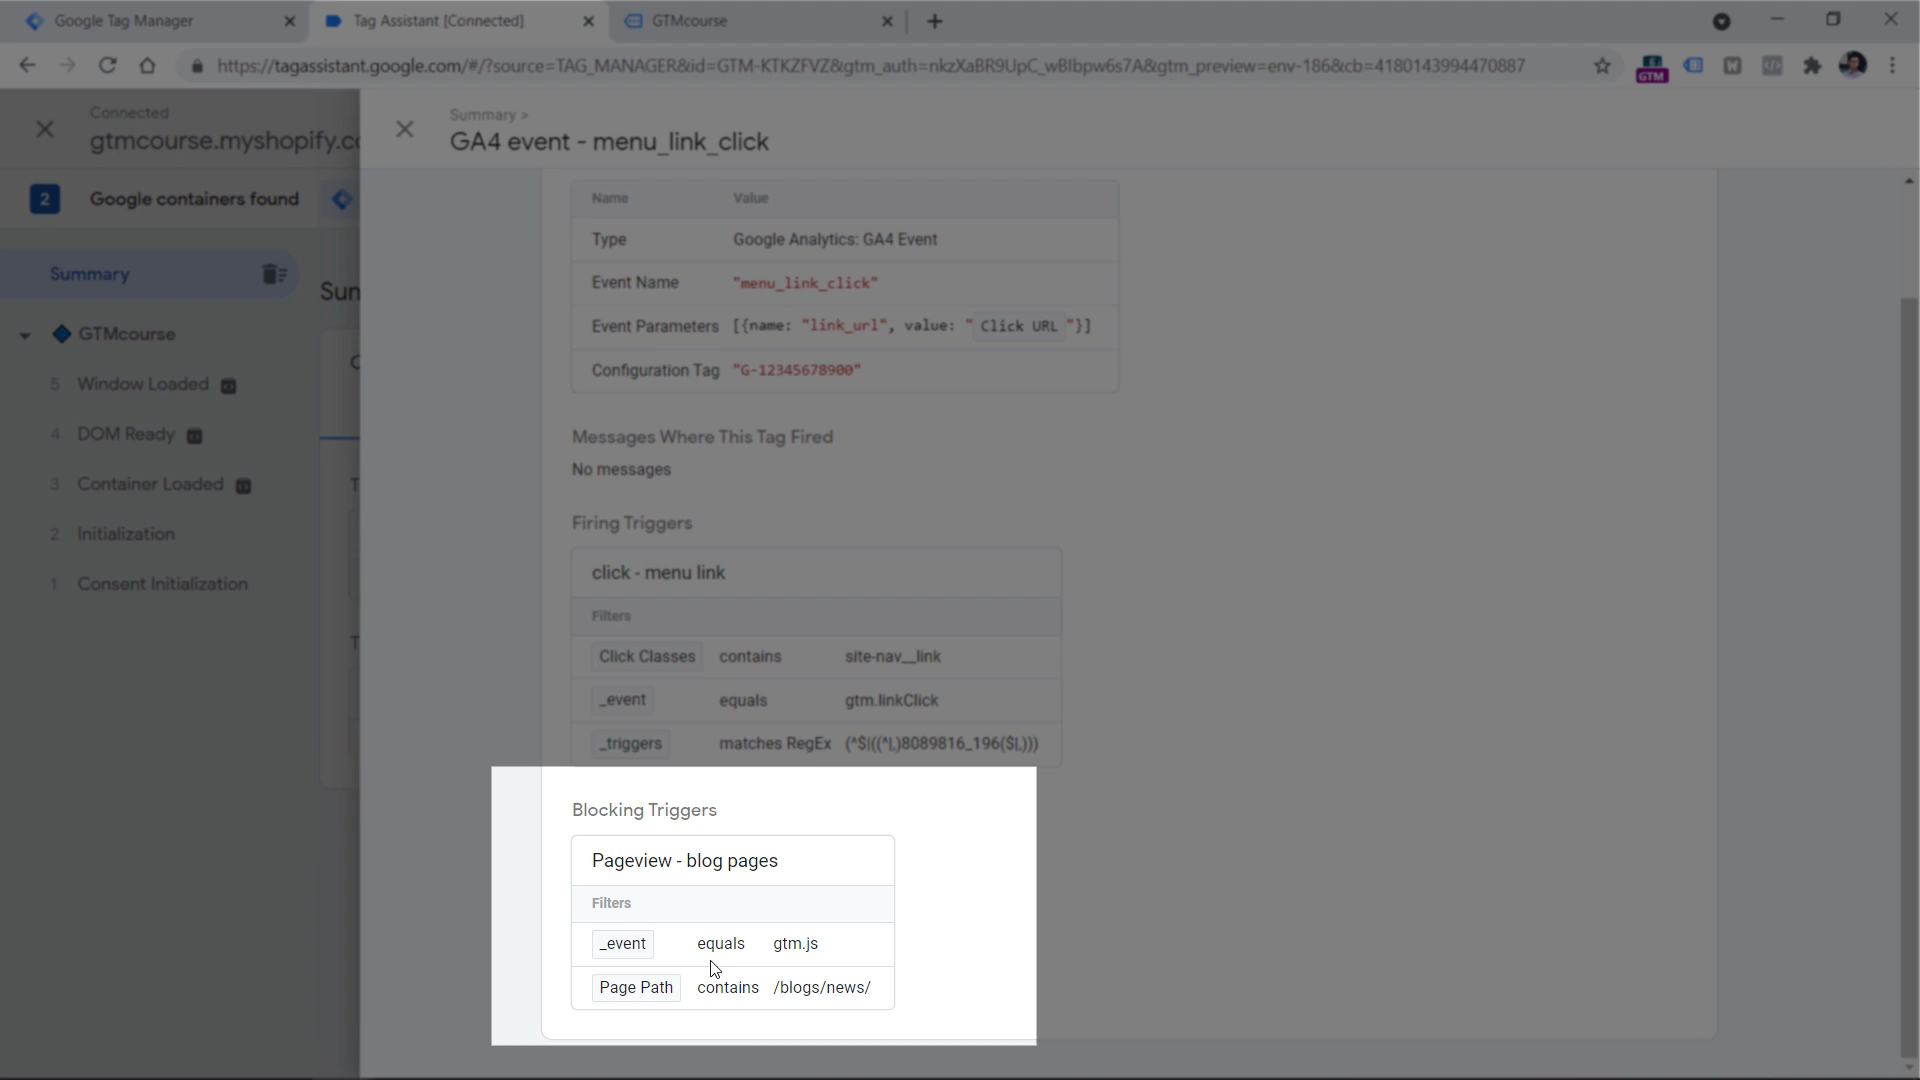 Google Tag Manager
Tag Assistant [Connected]
GTMcourse
https://tagassistant.google.com/#/?source=TAG_MANAGER&id=GTM-KTKZFVZ&gtm_auth=nkzXaBR9UpC_wBIbpw6s7A&gtm_preview=env-186&cb=4180143994470887
GTM
Connected
gtmcourse.myshopify.co
Summary >
GA4 event - menu_link_click
2 Google containers found
Summary
Sun
GTMcourse
5 Window Loaded
4 DOM Ready
3 Container Loaded
2 Initialization
1 Consent Initialization
Name Value
Type Google Analytics: GA4 Event
Event Name "menu_link_click"
Event Parameters [{name: "link_url", value: "Click URL"}]
Configuration Tag "G-12345678900"
Messages Where This Tag Fired
No messages
Firing Triggers
click - menu link
Filters
Click Classes contains site-nav__link
_event equals gtm.linkClick
_triggers matches RegEx (^$|((^|,)8089816_196($|,)))
Blocking Triggers
Pageview - blog pages
Filters
_event equals gtm.js
Page Path contains /blogs/news/